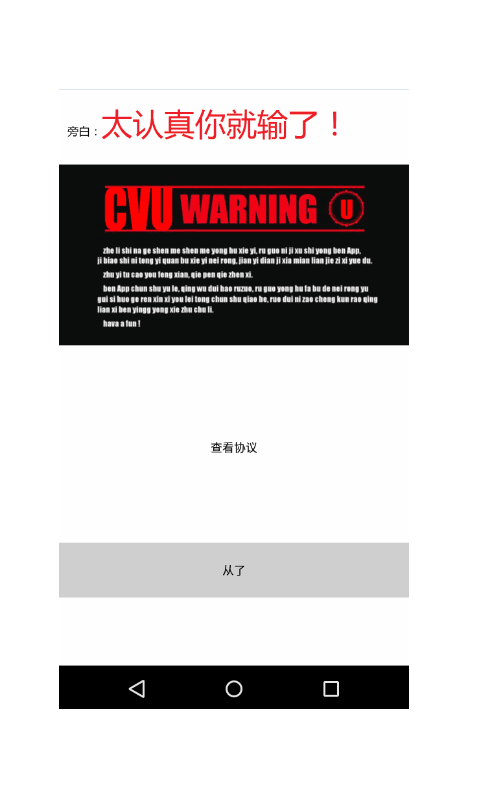 旁白：太认真你就输了！
CVU WARNING U
zhe li shi na ge shen me shen me yong hu xie yi, ru guo ni ji xu shi yong ben App,
ji biao shi ni tong yi quan bu xie yi nei rong, jian yi dian ji xia mian lian jie zi xi yue du.
zhu yi tu cao you feng xian, qie pen qie zhen xi.
ben App chun shu yu le, qing wu dui hao ruzuo, ru guo yong hu fa bu de nei rong yu
gui si huo ge ren xin xi you lei tong chun shu qiao he, ruo dui ni zao cheng kun rao qing
lian xi ben yingg yong xie zhu chu li.
hava a fun !
查看协议
从了